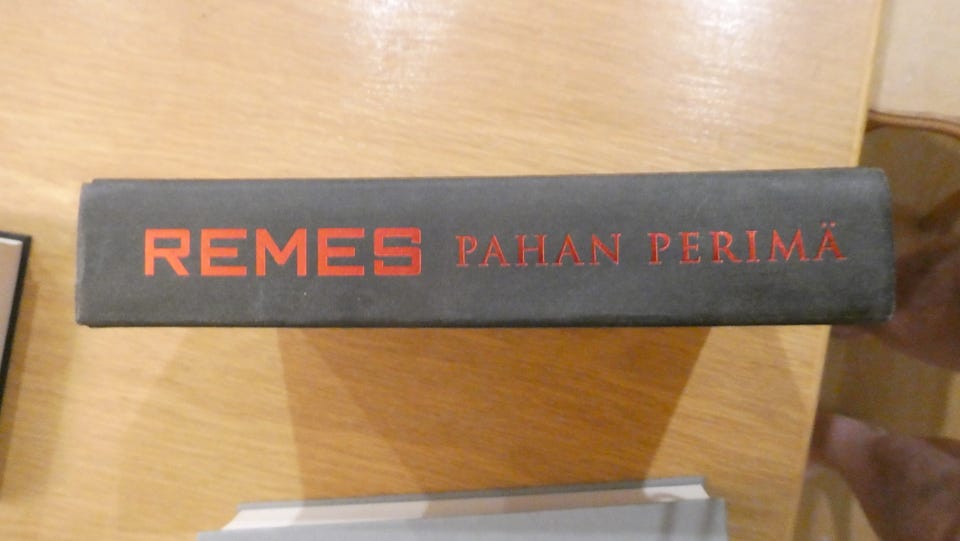 REMES PAHAN PERIMÄ